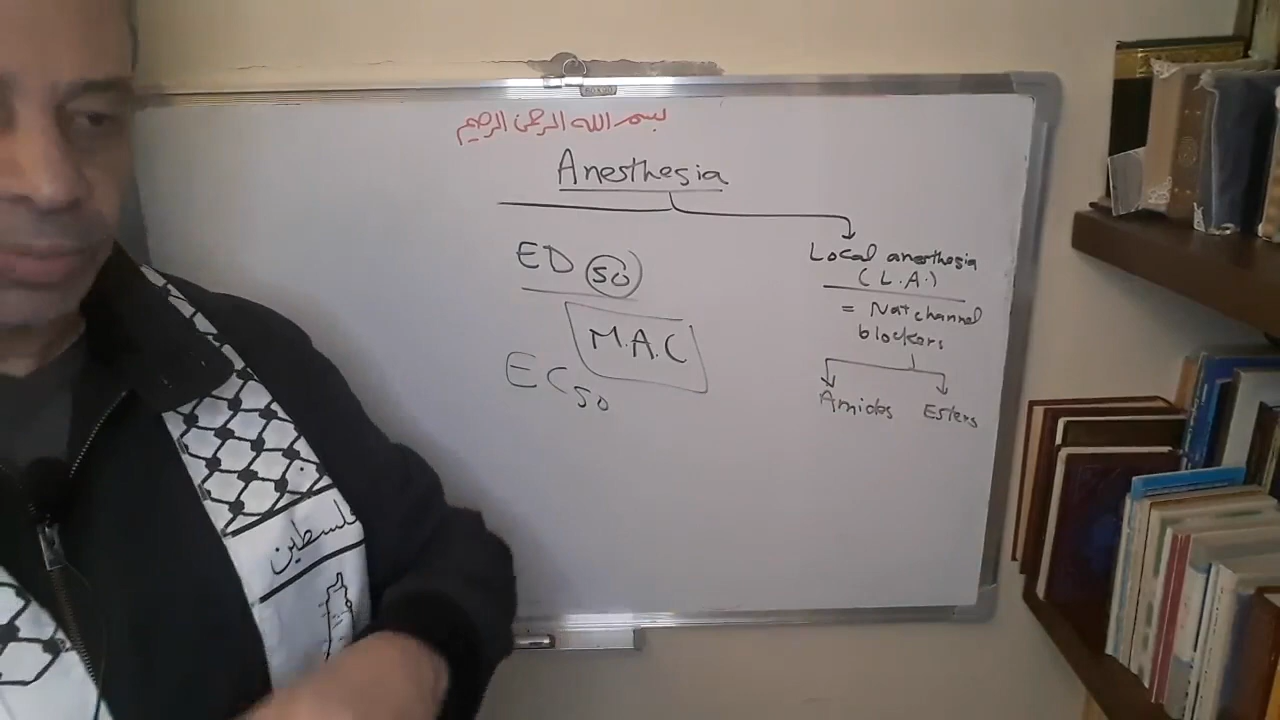 بسم الله الرحمن الرحيم
Anesthesia
ED 50
M.A.C
EC50
Local anesthesia
(L.A.)
= Na+ channel
blockers
Amides Esters
فلسطين